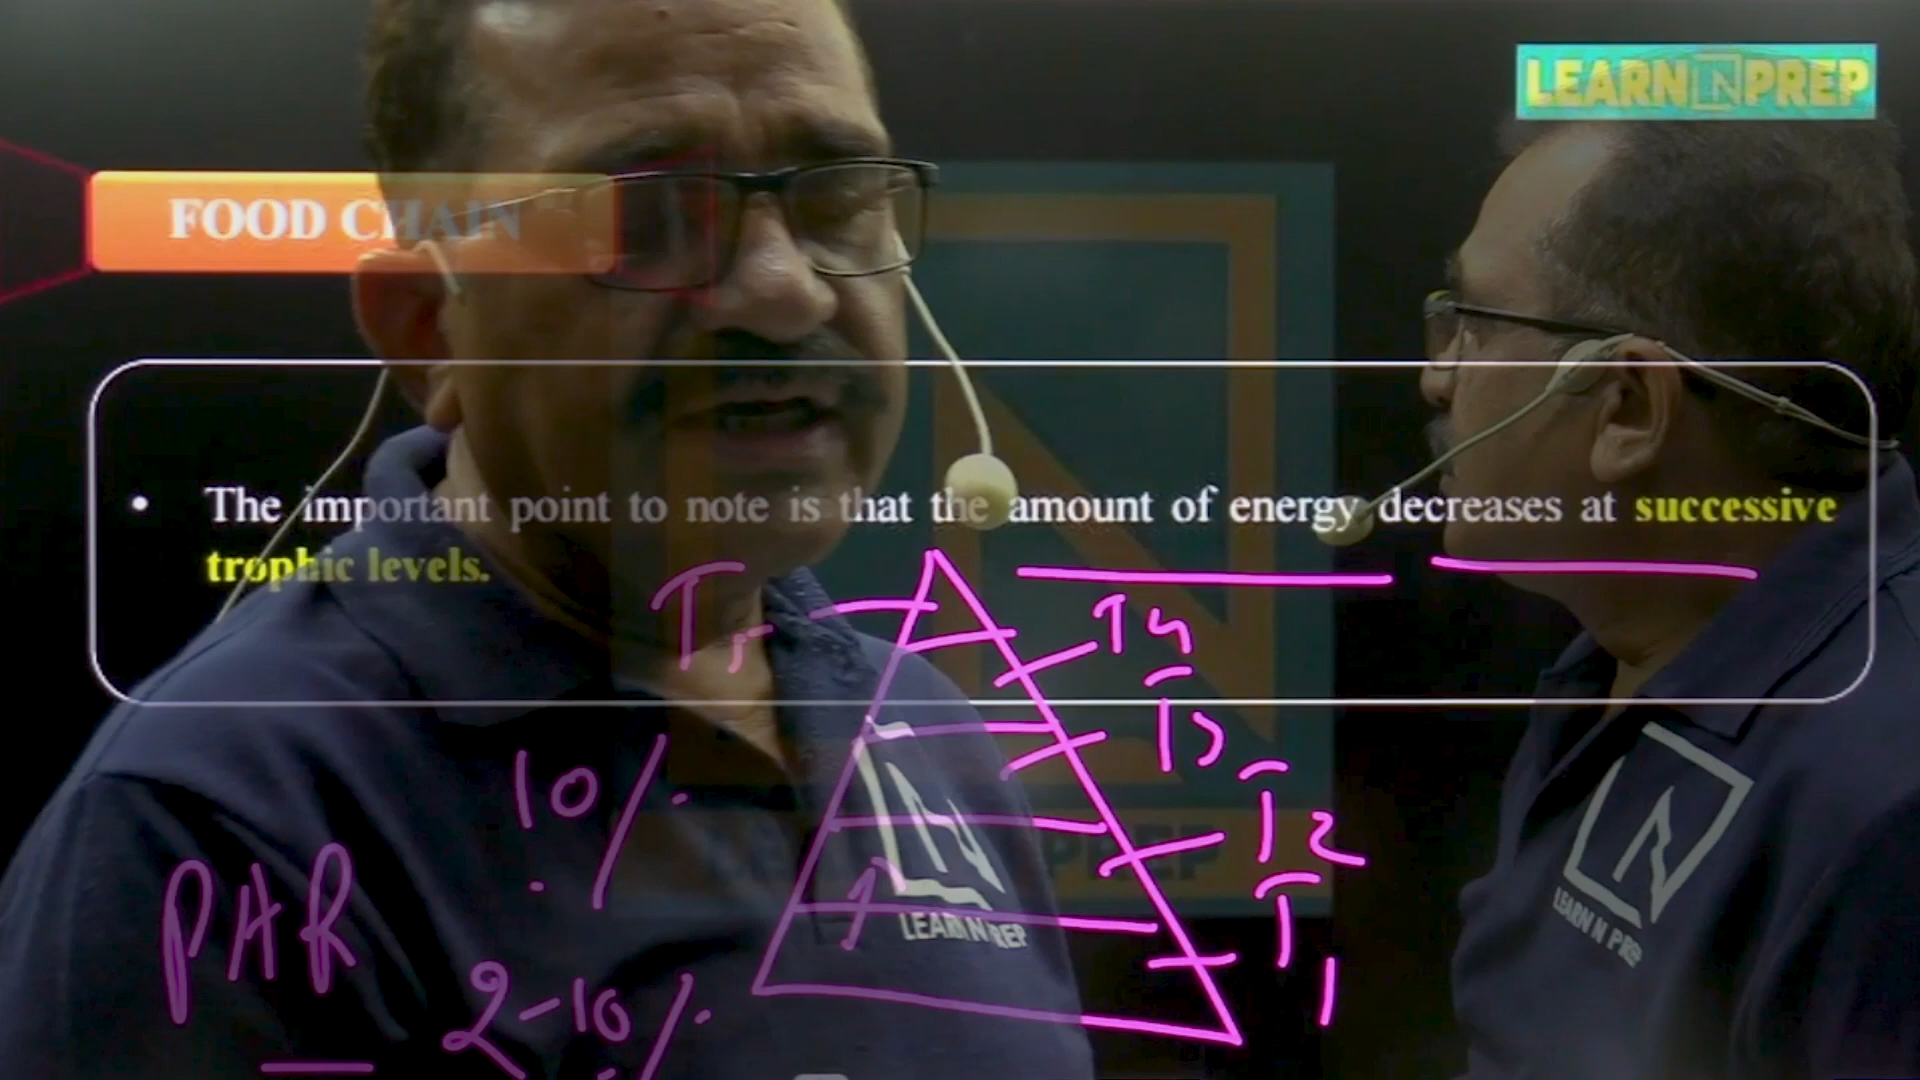 LEARN N PREP
FOOD CHAIN
• The important point to note is that the amount of energy decreases at successive
trophic levels.
T5
T4
T3
T2
T1
10%
PAR
2-10%
LEARN N PREP
LEARN N PREP